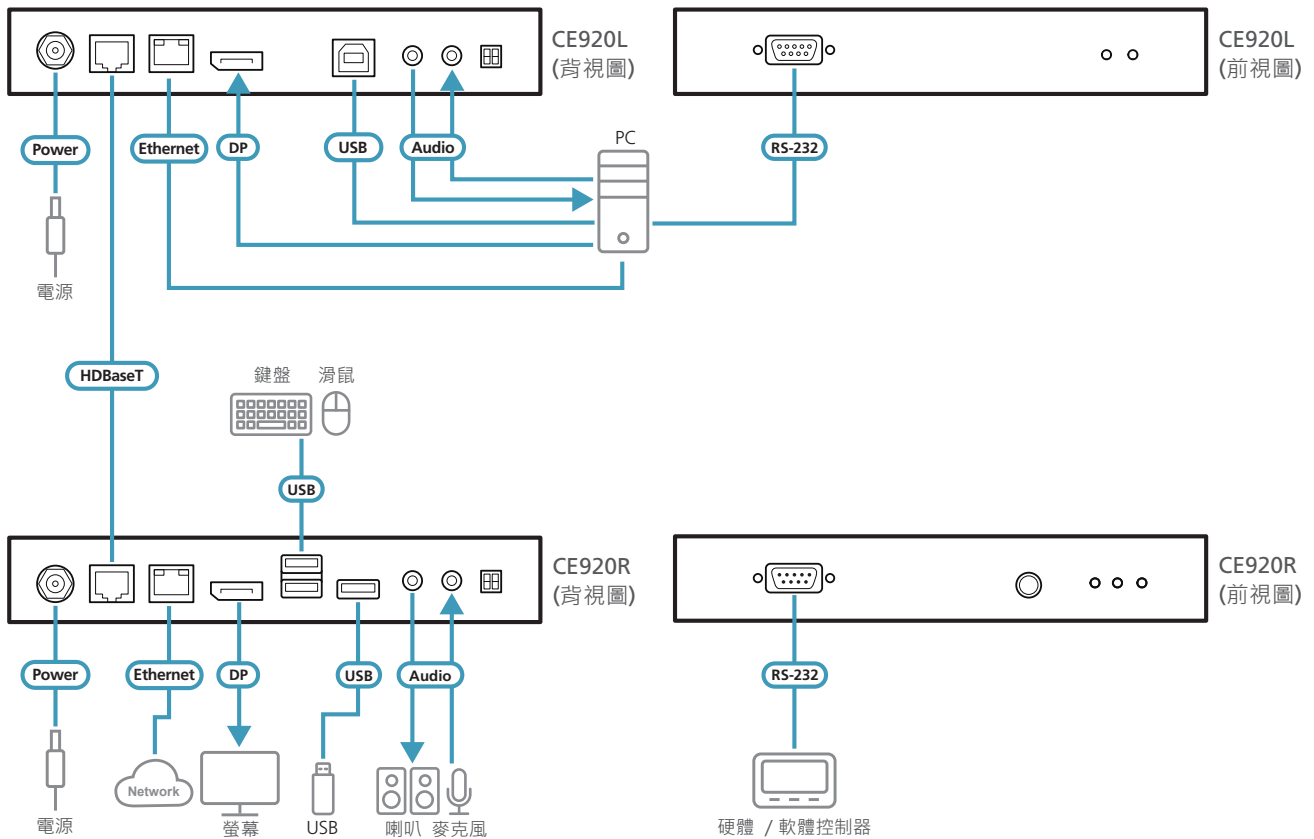 CE920L
(背視圖)
CE920L
(前視圖)
Power
Ethernet
DP
USB
Audio
PC
RS-232
電源
HDBaseT
鍵盤 滑鼠
USB
CE920R
(背視圖)
CE920R
(前視圖)
Power
Ethernet
DP
USB
Audio
RS-232
Network
電源
螢幕
USB
喇叭 麥克風
硬體 / 軟體控制器